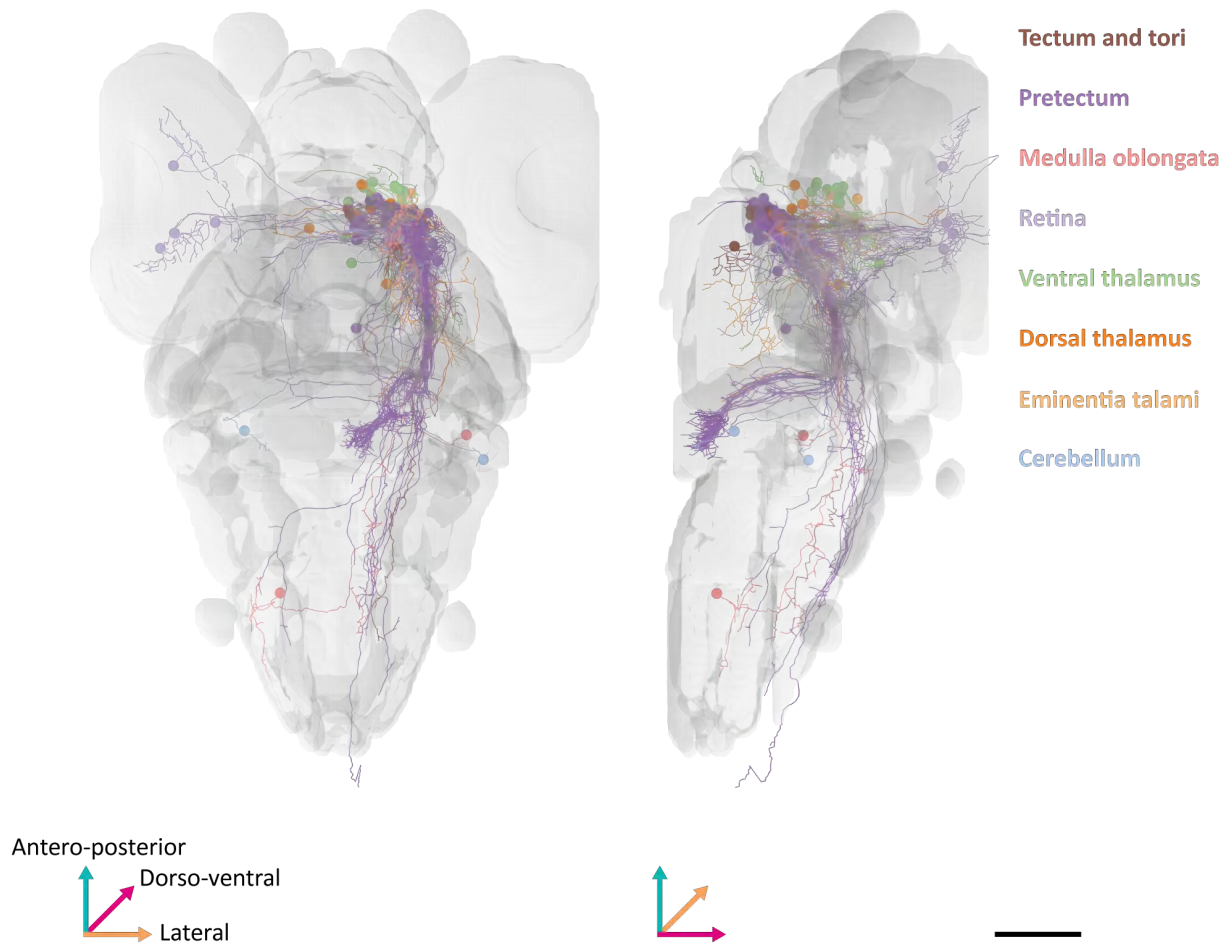 Tectum and tori
Pretectum
Medulla oblongata
Retina
Ventral thalamus
Dorsal thalamus
Eminentia talami
Cerebellum
Antero-posterior
Dorso-ventral
Lateral